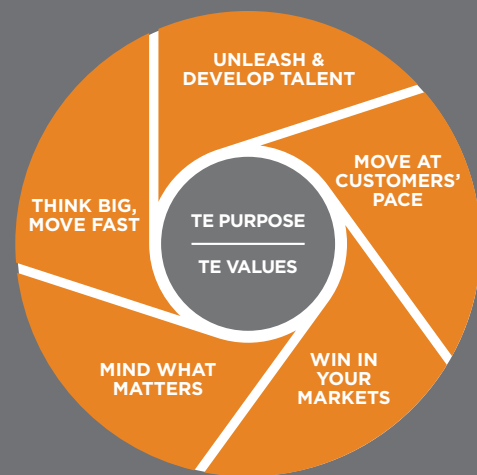 UNLEASH &
DEVELOP TALENT
MOVE AT
CUSTOMERS'
PACE
THINK BIG,
MOVE FAST
TE PURPOSE
TE VALUES
WIN IN
YOUR
MARKETS
MIND WHAT
MATTERS